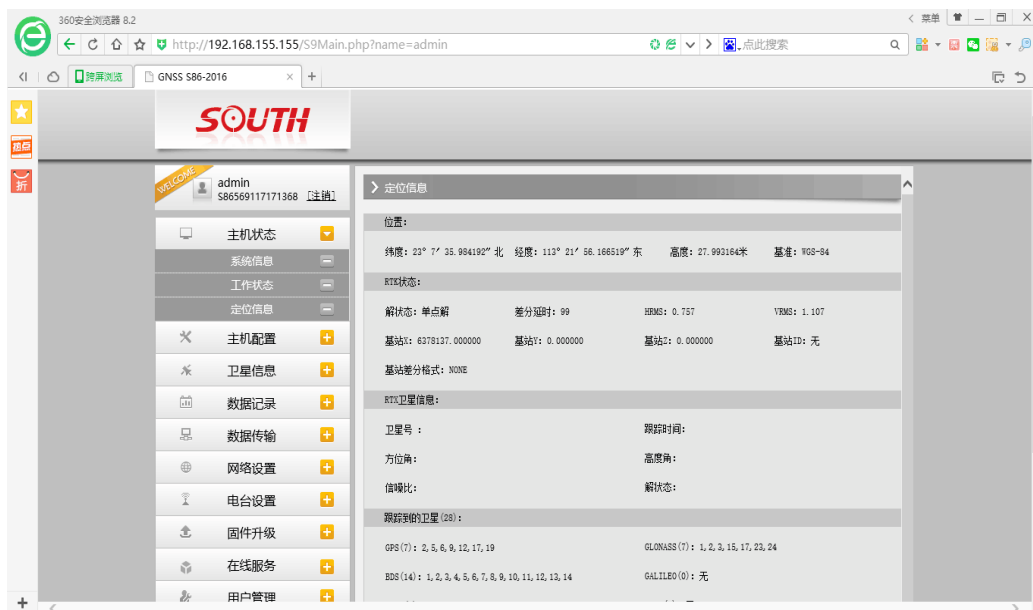 360安全浏览器 8.2
菜单
http://192.168.155.155/S9Main.php?name=admin
点此搜索
跨屏浏览
GNSS S86-2016
SOUTH
WELCOME
admin
S86569117171368 [注销]
定位信息
主机状态
系统信息
工作状态
定位信息
主机配置
卫星信息
数据记录
数据传输
网络设置
电台设置
固件升级
在线服务
用户管理
位置:
纬度: 23° 7′ 35.984192″ 北 经度: 113° 21′ 56.166519″ 东 高度: 27.993164米 基准: WGS-84
RTK状态:
解状态: 单点解 差分延时: 99 HRMS: 0.757 VRMS: 1.107
基站X: 6378137.000000 基站Y: 0.000000 基站Z: 0.000000 基站ID: 无
基站差分格式: NONE
RTX卫星信息:
卫星号 : 跟踪时间:
方位角: 高度角:
信噪比: 解状态:
跟踪到的卫星(28):
GPS(7): 2, 5, 6, 9, 12, 17, 19 GLONASS(7): 1, 2, 3, 15, 17, 23, 24
BDS(14): 1, 2, 3, 4, 5, 6, 7, 8, 9, 10, 11, 12, 13, 14 GALILEO(0): 无